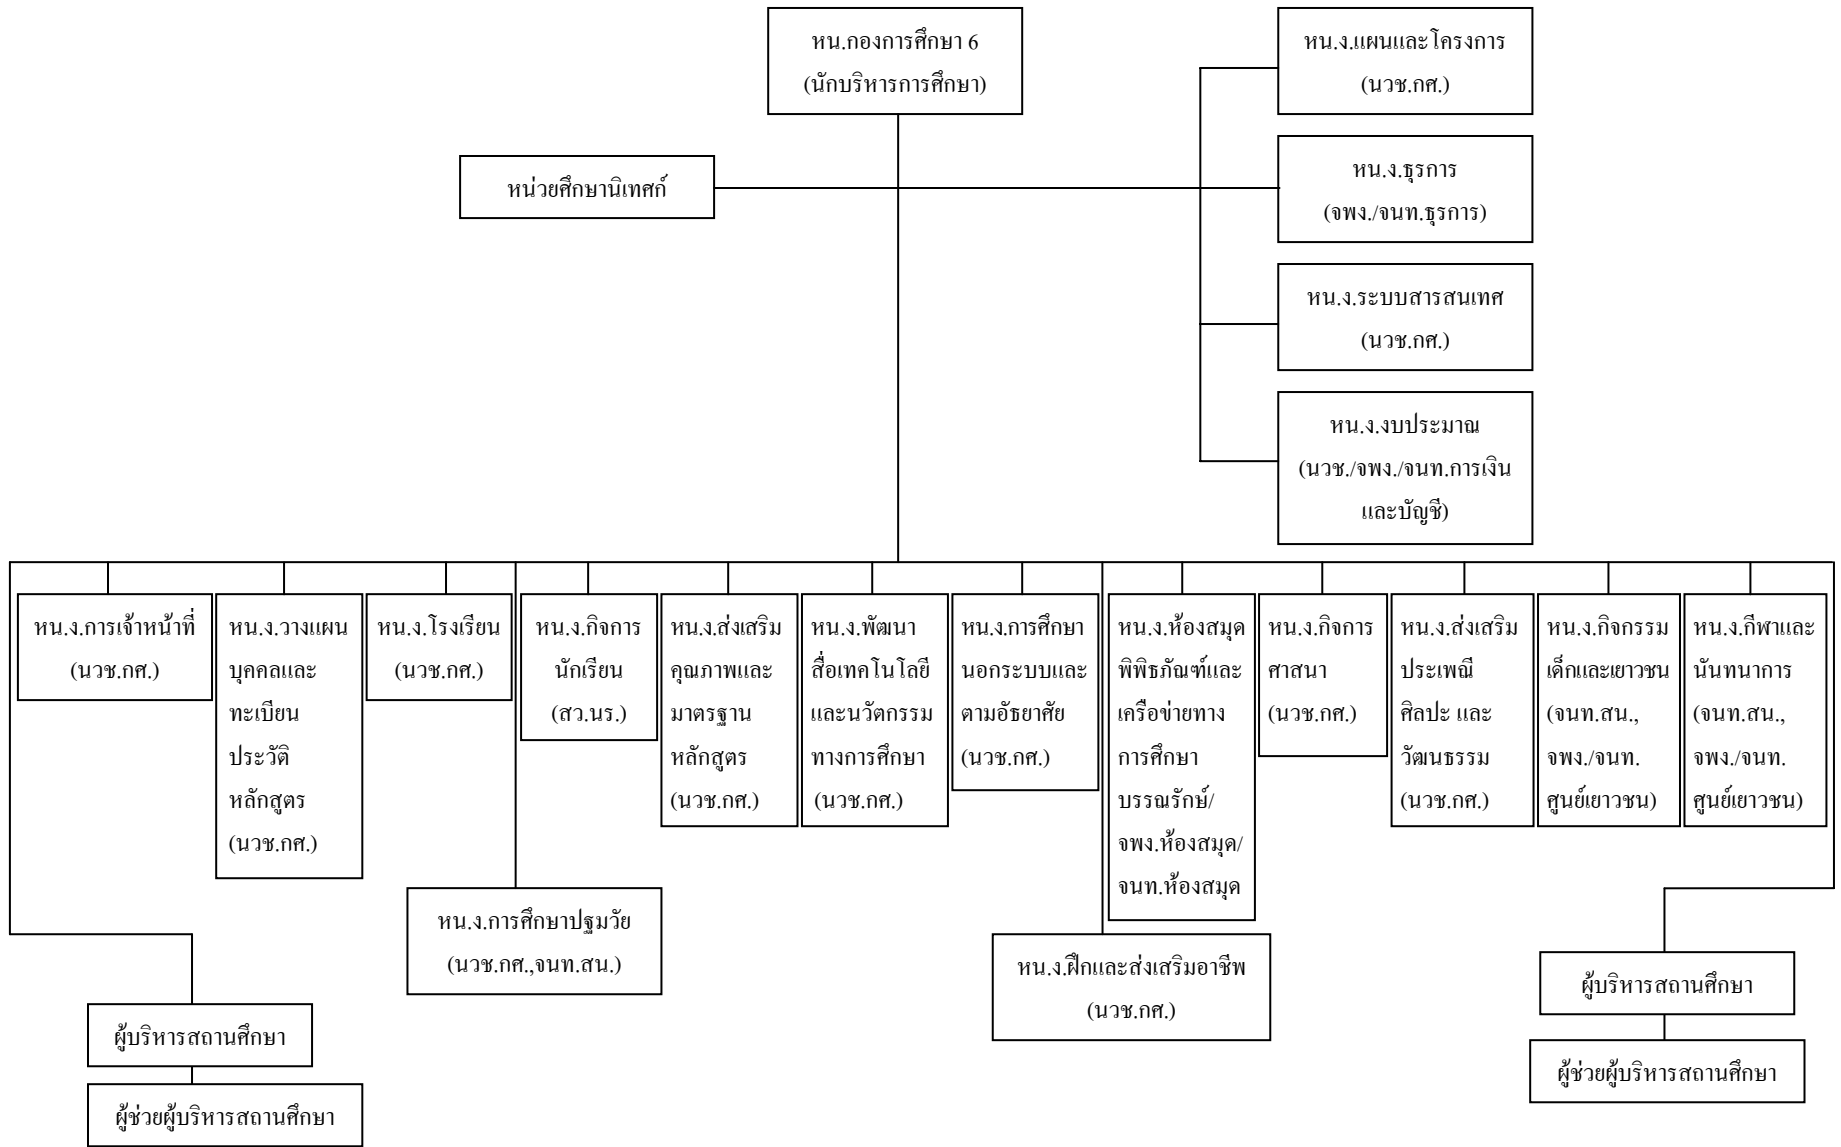 หน.กองการศึกษา 6
(นักบริหารการศึกษา)
หน.ง.แผนและโครงการ
(นวช.กศ.)
หน่วยศึกษานิเทศก์
หน.ง.ธุรการ
(จพง./จนท.ธุรการ)
หน.ง.ระบบสารสนเทศ
(นวช.กศ.)
หน.ง.งบประมาณ
(นวช./จพง./จนท.การเงิน
และบัญชี)
หน.ง.การเจ้าหน้าที่
(นวช.กศ.)
หน.ง.วางแผน
บุคคลและ
ทะเบียน
ประวัติ
หลักสูตร
(นวช.กศ.)
หน.ง.โรงเรียน
(นวช.กศ.)
หน.ง.กิจการ
นักเรียน
(สว.นร.)
หน.ง.ส่งเสริม
คุณภาพและ
มาตรฐาน
หลักสูตร
(นวช.กศ.)
หน.ง.พัฒนา
สื่อเทคโนโลยี
และนวัตกรรม
ทางการศึกษา
(นวช.กศ.)
หน.ง.การศึกษา
นอกระบบและ
ตามอัธยาศัย
(นวช.กศ.)
หน.ง.ห้องสมุด
พิพิธภัณฑ์และ
เครือข่ายทาง
การศึกษา
บรรณรักษ์/
จพง.ห้องสมุด/
จนท.ห้องสมุด
หน.ง.กิจการ
ศาสนา
(นวช.กศ.)
หน.ง.ส่งเสริม
ประเพณี
ศิลปะ และ
วัฒนธรรม
(นวช.กศ.)
หน.ง.กิจกรรม
เด็กและเยาวชน
(จนท.สน.,
จพง./จนท.
ศูนย์เยาวชน)
หน.ง.กีฬาและ
นันทนาการ
(จนท.สน.,
จพง./จนท.
ศูนย์เยาวชน)
หน.ง.การศึกษาปฐมวัย
(นวช.กศ.,จนท.สน.)
หน.ง.ฝึกและส่งเสริมอาชีพ
(นวช.กศ.)
ผู้บริหารสถานศึกษา
ผู้ช่วยผู้บริหารสถานศึกษา
ผู้บริหารสถานศึกษา
ผู้ช่วยผู้บริหารสถานศึกษา